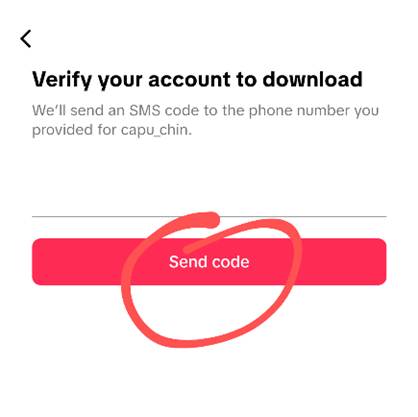 Verify your account to download
We'll send an SMS code to the phone number you
provided for capu_chin.
Send code